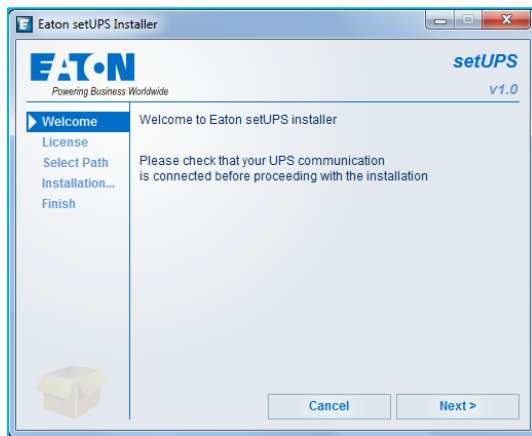 Eaton setUPS Installer
EATON
Powering Business Worldwide
setUPS
v1.0
Welcome
License
Select Path
Installation...
Finish
Welcome to Eaton setUPS installer
Please check that your UPS communication
is connected before proceeding with the installation
Cancel
Next >